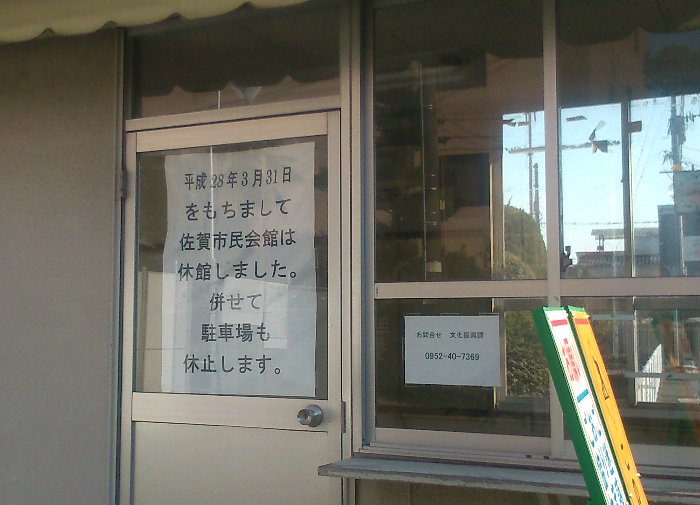 平成28年3月31日
をもちまして
佐賀市民会館は
休館しました。
併せて
駐車場も
休止します。
お問合せ 文化振興課
0952-40-7369